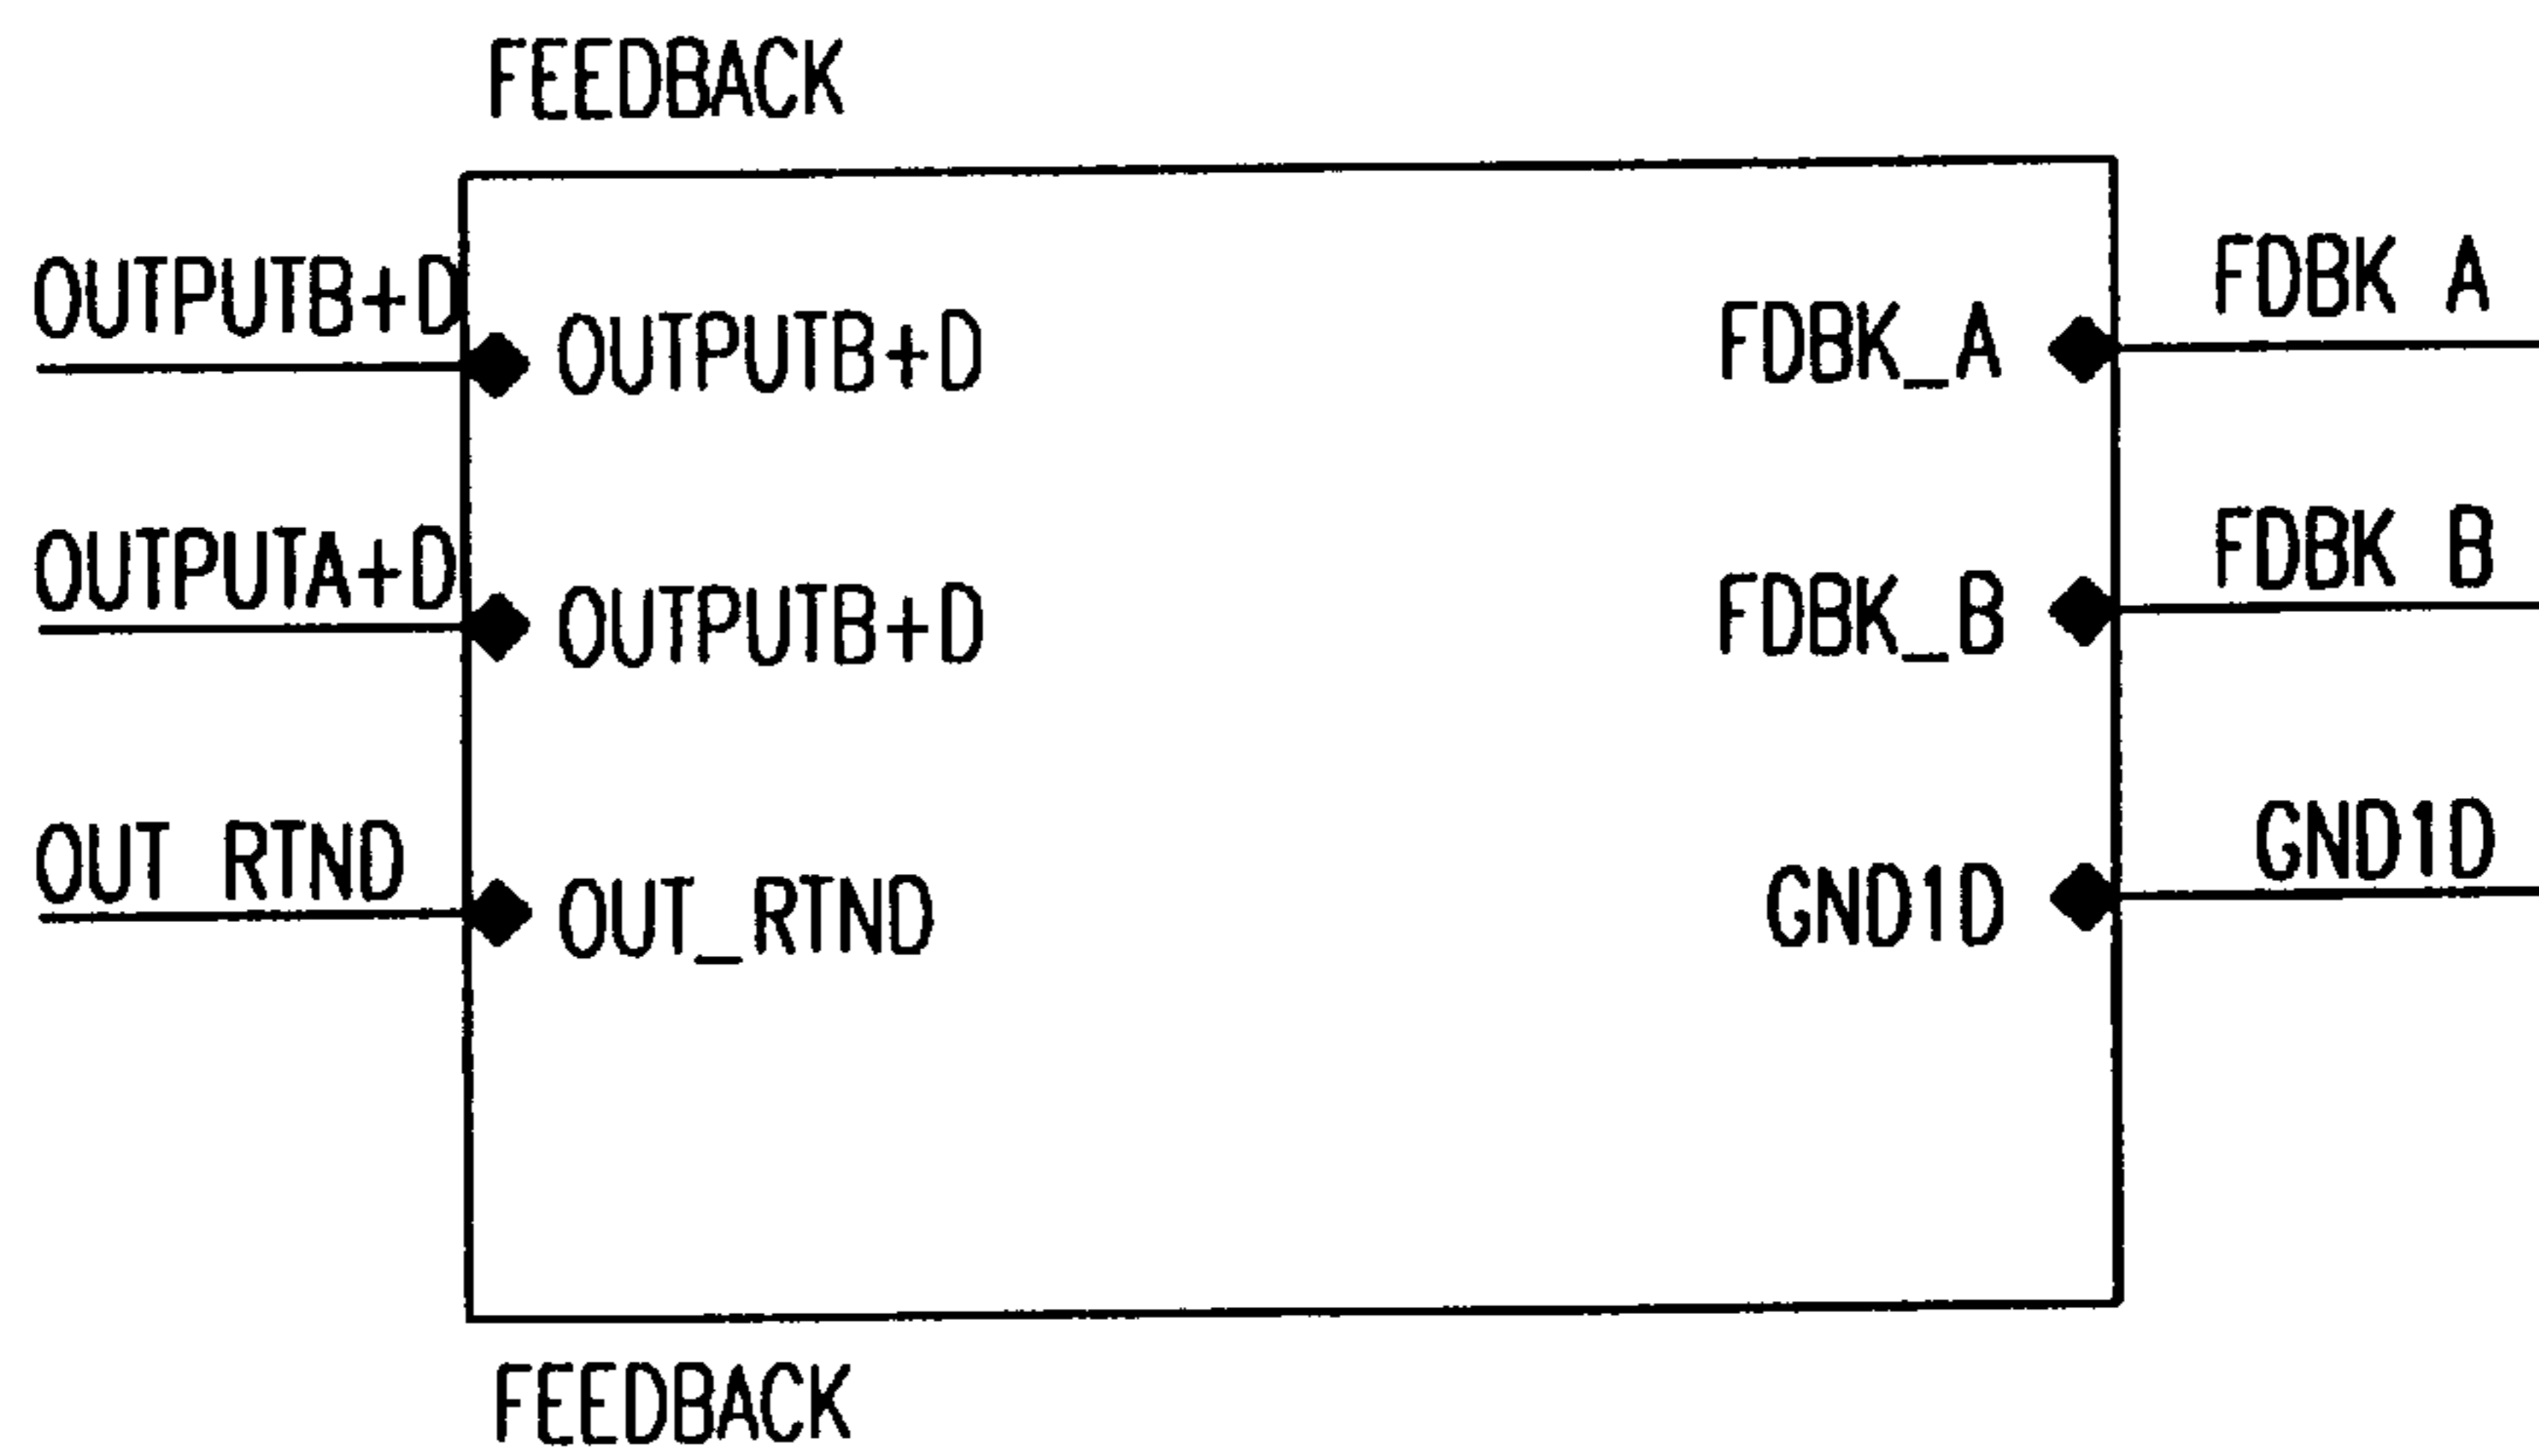 FEEDBACK
OUTPUTB+D
OUTPUTB+D
FDBK_A
FDBK A
OUTPUTA+D
OUTPUTB+D
FDBK_B
FDBK B
OUT RTND
OUT_RTND
GND1D
GND1D
FEEDBACK